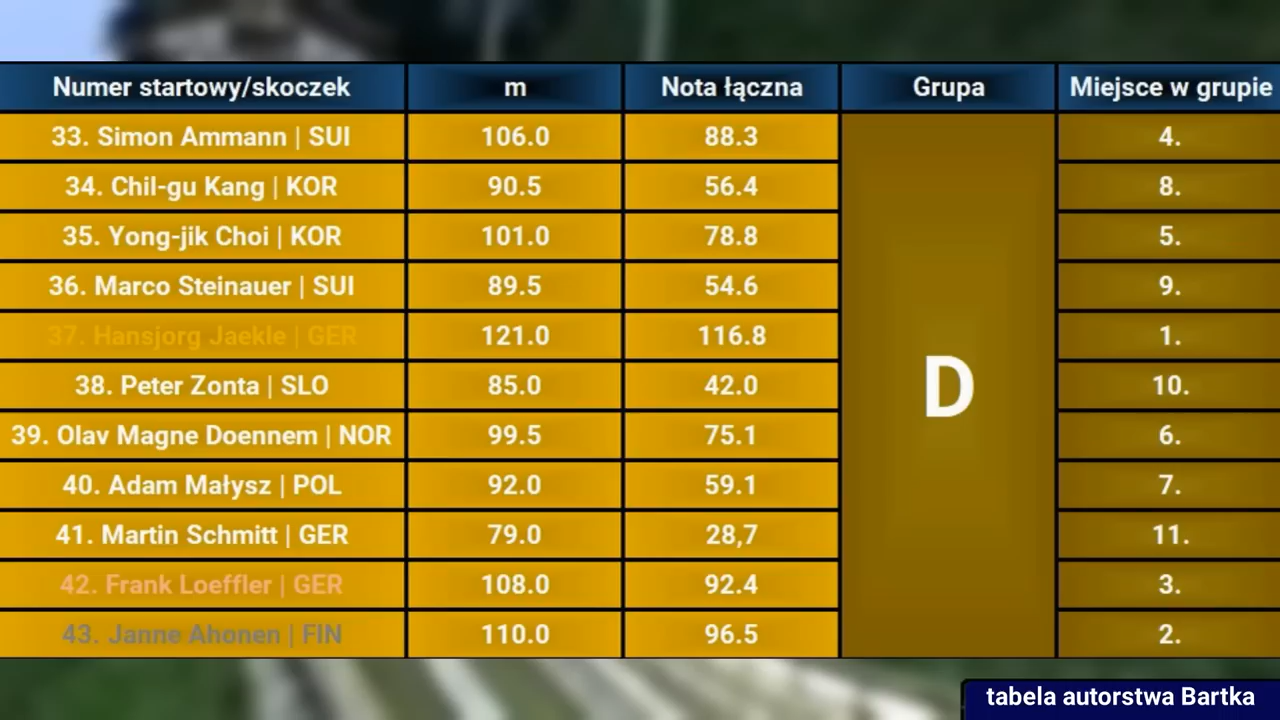 Numer startowy/skoczek m Nota łączna Grupa Miejsce w grupie
33. Simon Ammann | SUI 106.0 88.3 4.
34. Chil-gu Kang | KOR 90.5 56.4 8.
35. Yong-jik Choi | KOR 101.0 78.8 5.
36. Marco Steinauer | SUI 89.5 54.6 9.
37. Hansjorg Jaekle | GER 121.0 116.8 1.
38. Peter Zonta | SLO 85.0 42.0 D 10.
39. Olav Magne Doennem | NOR 99.5 75.1 6.
40. Adam Małysz | POL 92.0 59.1 7.
41. Martin Schmitt | GER 79.0 28,7 11.
42. Frank Loeffler | GER 108.0 92.4 3.
43. Janne Ahonen | FIN 110.0 96.5 2.
tabela autorstwa Bartka